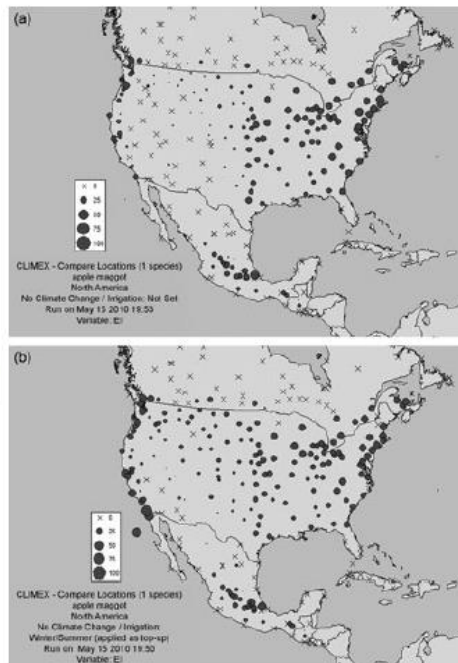 (a)
× 0
25
50
75
100
CLIMEX - Compare Locations (1 species)
apple maggot
North America
No Climate Change / Irrigation: Not Set
Run on May 15 2010 19:53
Variable: EI
(b)
× 0
25
50
75
100
CLIMEX - Compare Locations (1 species)
apple maggot
North America
No Climate Change / Irrigation:
Winter/Summer (applied as top-up)
Run on May 15 2010 19:50
Variable: EI